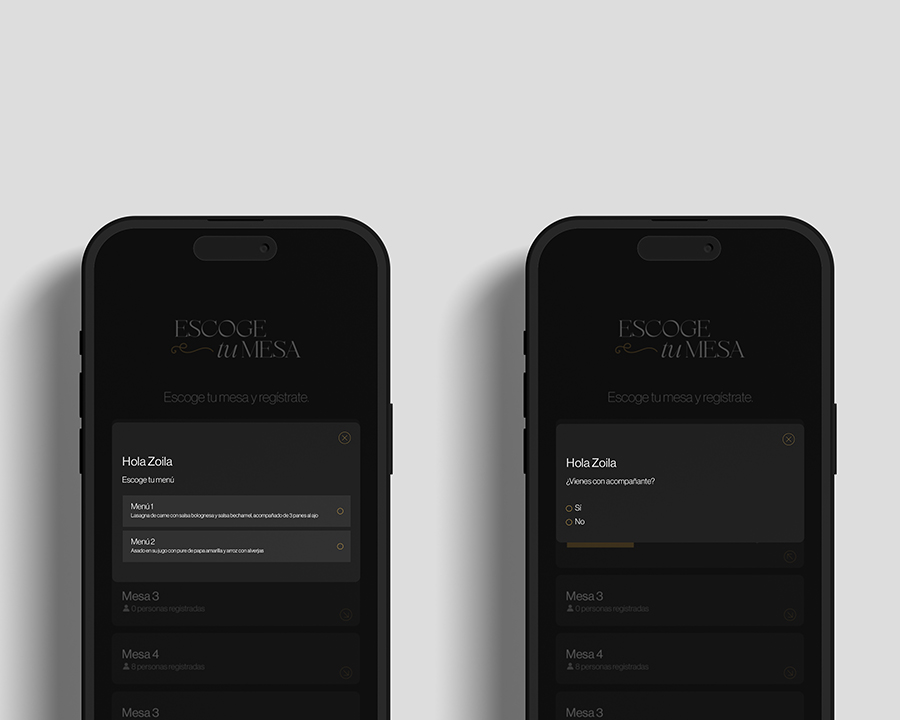 ESCOGE
tu MESA
Escoge tu mesa y regístrate.
Hola Zoila
Escoge tu menú
Menú 1
Lasagna de carne con salsa bolognesa y salsa bechamel, acompañado de 3 panes al ajo
Menú 2
Asado en su jugo con pure de papa amarilla y arroz con alverjas
Mesa 3
0 personas registradas
Mesa 4
8 personas registradas
Mesa 3
ESCOGE
tu MESA
Escoge tu mesa y regístrate.
Hola Zoila
¿Vienes con acompañante?
Sí
No
Mesa 3
0 personas registradas
Mesa 4
8 personas registradas
Mesa 3